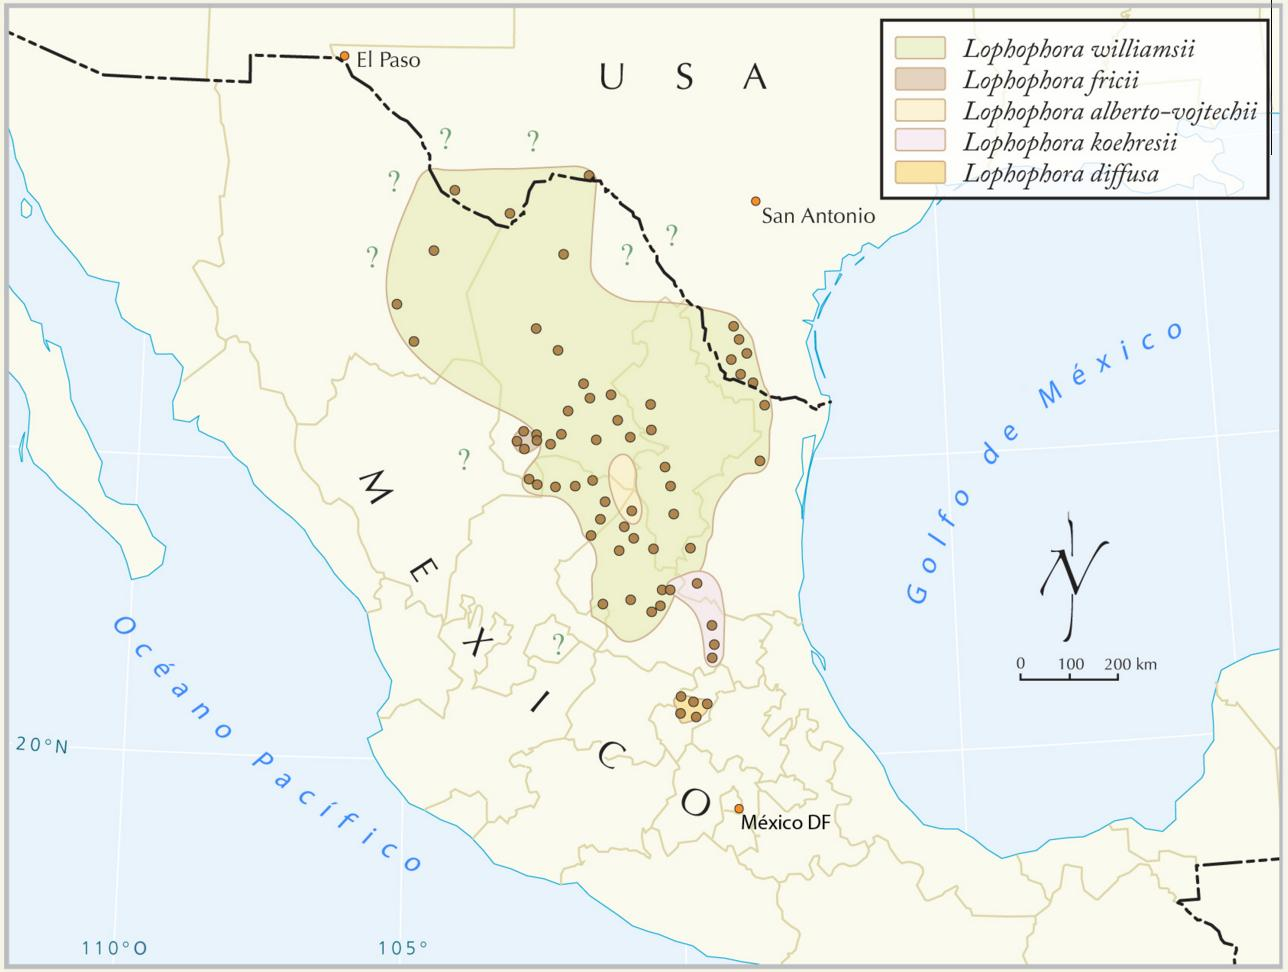 El Paso
U S A
Lophophora williamsii
Lophophora fricii
Lophophora alberto-vojtechii
Lophophora koehresii
Lophophora diffusa
?
?
?
San Antonio
?
?
?
Golfo de México
?
MEXICO
N
0 100 200 km
?
Océano Pacífico
20°N
México DF
110°O
105°